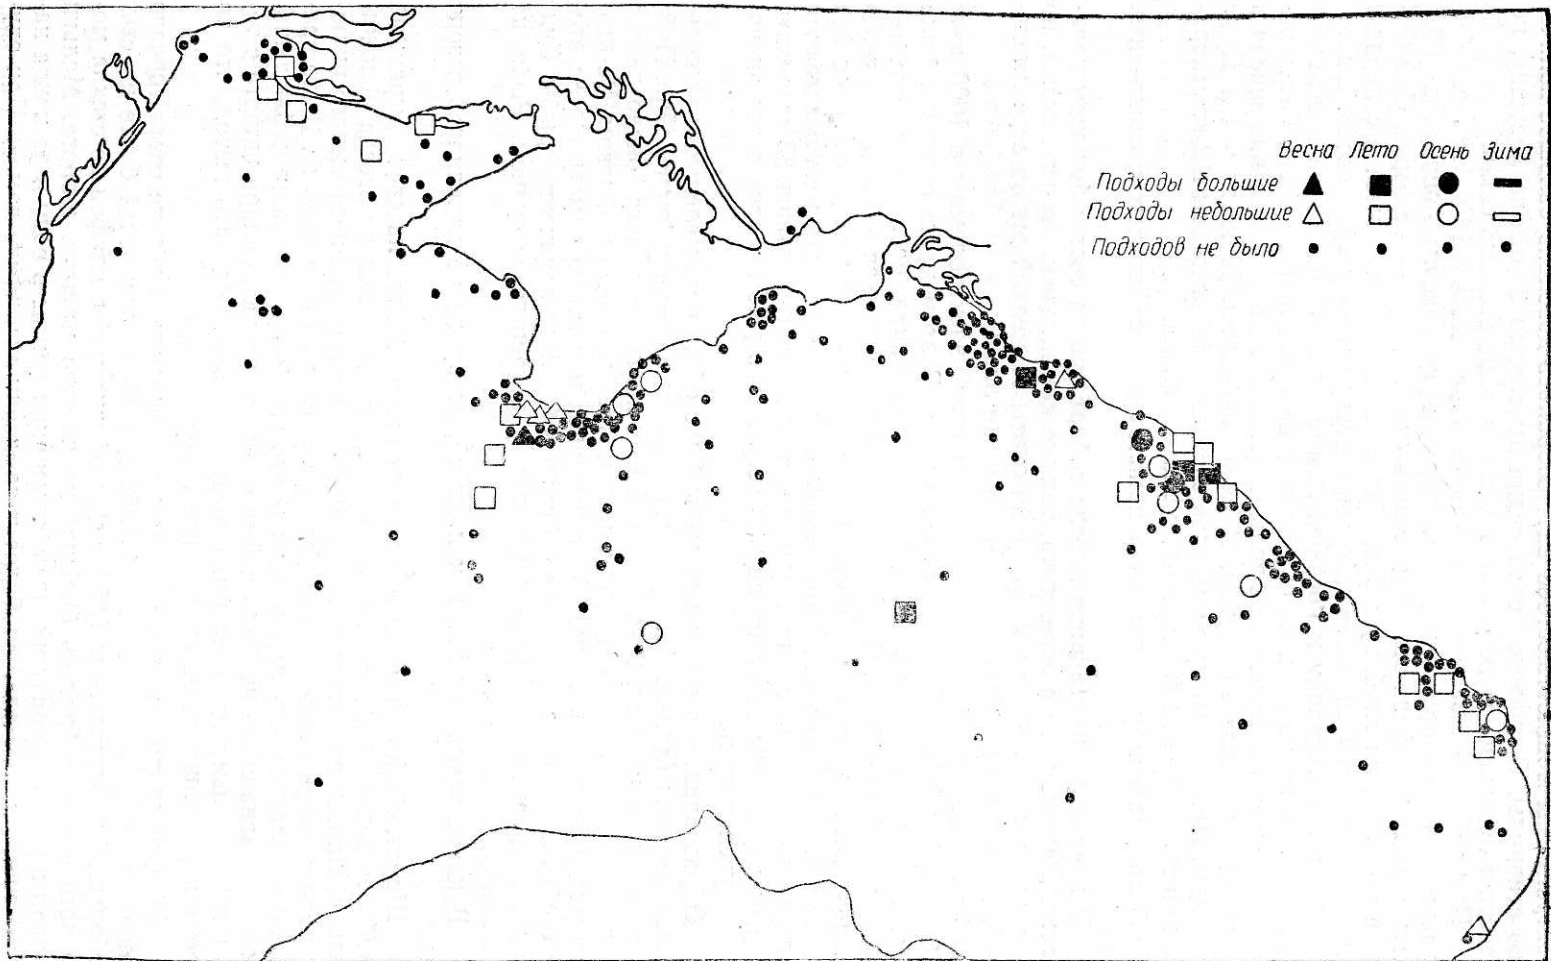 Весна Лето Осень Зима
Подходы большие
Подходы небольшие
Подходов не было